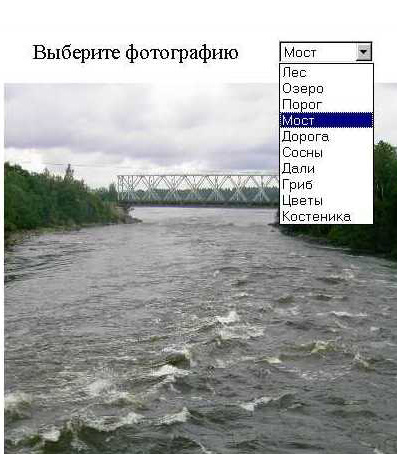 Выберите фотографию
Мост
Лес
Озеро
Порог
Мост
Дорога
Сосны
Дали
Гриб
Цветы
Костеника